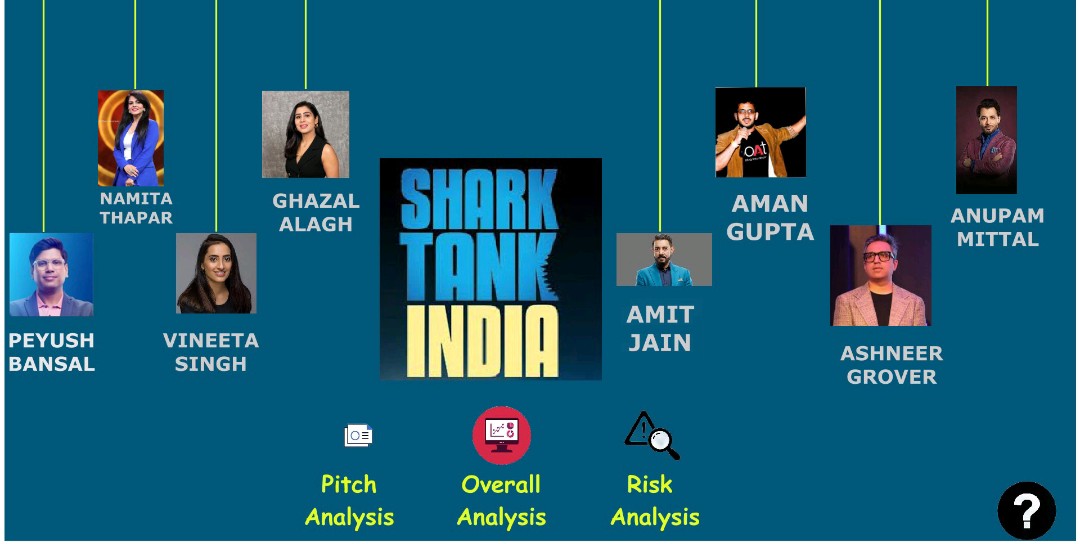 NAMITA
THAPAR
GHAZAL
ALAGH
AMAN
GUPTA
ANUPAM
MITTAL
PEYUSH
BANSAL
VINEETA
SINGH
SHARK
TANK
INDIA
AMIT
JAIN
ASHNEER
GROVER
Pitch
Analysis
Overall
Analysis
Risk
Analysis
?